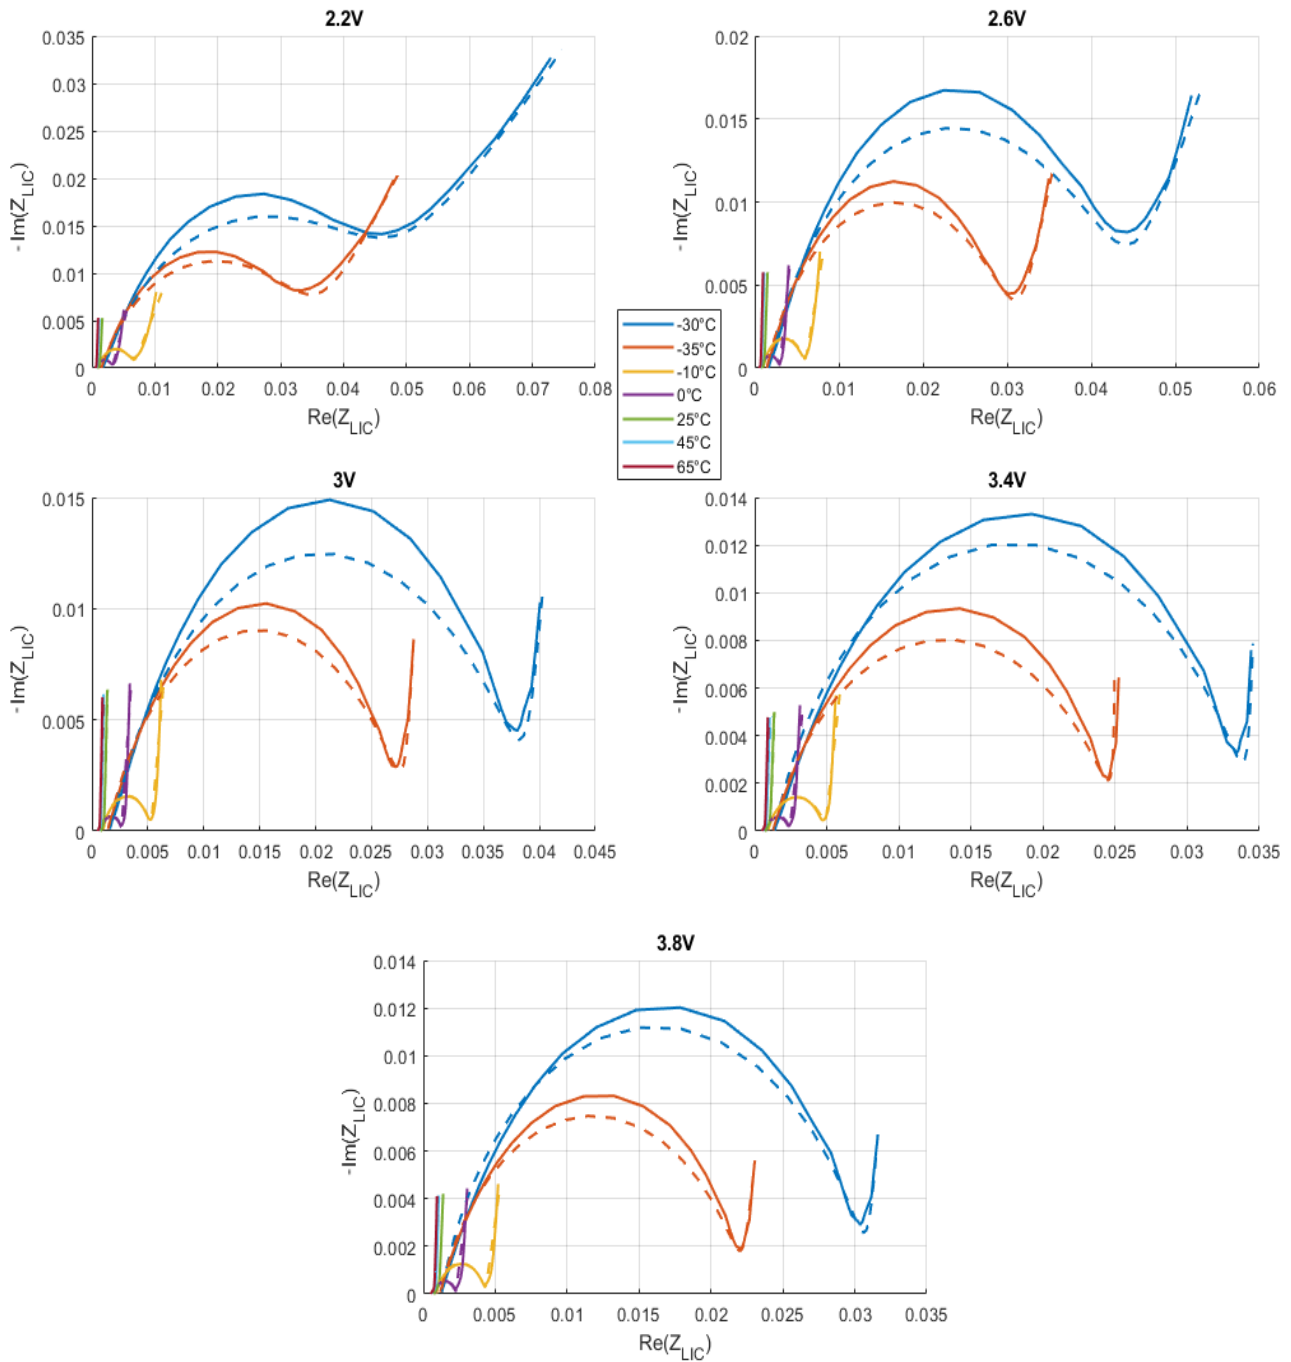 2.2V
0.035
0.03
0.025
0.02
0.015
0.01
0.005
0
- Im(Z_LIC)
0 0.01 0.02 0.03 0.04 0.05 0.06 0.07 0.08
Re(Z_LIC)
2.6V
0.02
0.015
0.01
0.005
0
- Im(Z_LIC)
0 0.01 0.02 0.03 0.04 0.05 0.06
Re(Z_LIC)
-30°C
-35°C
-10°C
0°C
25°C
45°C
65°C
3V
0.015
0.01
0.005
0
- Im(Z_LIC)
0 0.005 0.01 0.015 0.02 0.025 0.03 0.035 0.04 0.045
Re(Z_LIC)
3.4V
0.014
0.012
0.01
0.008
0.006
0.004
0.002
0
- Im(Z_LIC)
0 0.005 0.01 0.015 0.02 0.025 0.03 0.035
Re(Z_LIC)
3.8V
0.014
0.012
0.01
0.008
0.006
0.004
0.002
0
-Im(Z_LIC)
0 0.005 0.01 0.015 0.02 0.025 0.03 0.035
Re(Z_LIC)